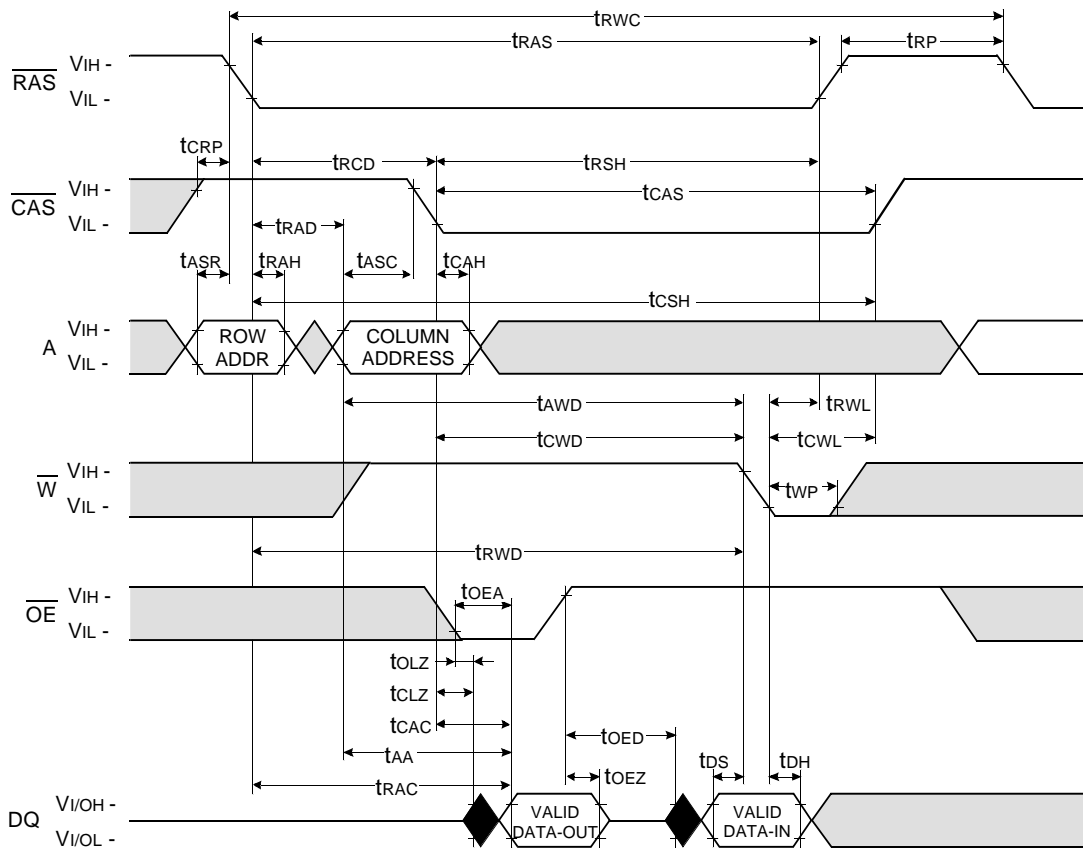 tRWC
tRAS
tRP
RAS
VIH -
VIL -
tCRP
tRCD
tRSH
CAS
VIH -
VIL -
tCAS
tRAD
tASR
tRAH
tASC
tCAH
tCSH
A
VIH -
VIL -
ROW
ADDR
COLUMN
ADDRESS
tAWD
tRWL
tCWD
tCWL
W
VIH -
VIL -
tWP
tRWD
OE
VIH -
VIL -
tOEA
tOLZ
tCLZ
tCAC
tOED
tAA
tDS
tDH
tOEZ
tRAC
DQ
VI/OH -
VI/OL -
VALID
DATA-OUT
VALID
DATA-IN